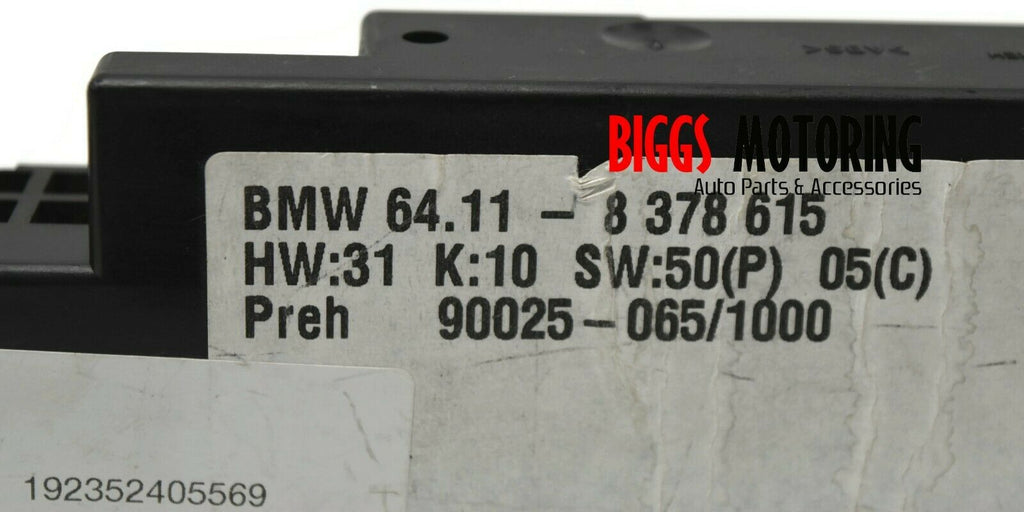 >ABS<
BIGGS MOTORING
Auto Parts & Accessories
BMW 64.11 – 8 378 615
HW:31 K:10 SW:50(P) 05(C)
Preh 90025–065/1000
192352405569